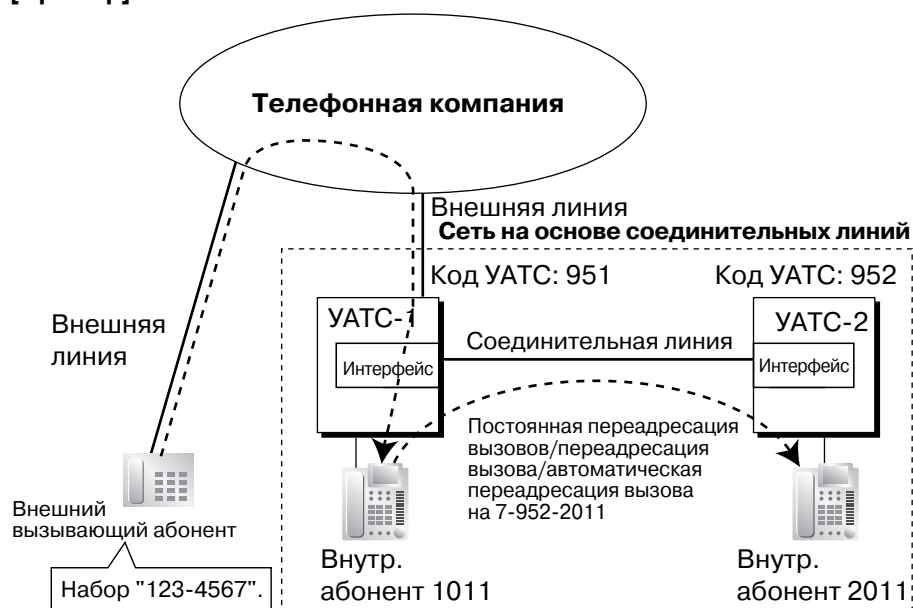 Телефонная компания
Внешняя линия
Сеть на основе соединительных линий
Код УАТС: 951
Код УАТС: 952
УАТС-1
УАТС-2
Внешняя
линия
Соединительная линия
Интерфейс
Интерфейс
Постоянная переадресация
вызовов/переадресация
вызова/автоматическая
переадресация вызова
на 7-952-2011
Внешний
вызывающий абонент
Набор "123-4567".
Внутр.
абонент 1011
Внутр.
абонент 2011